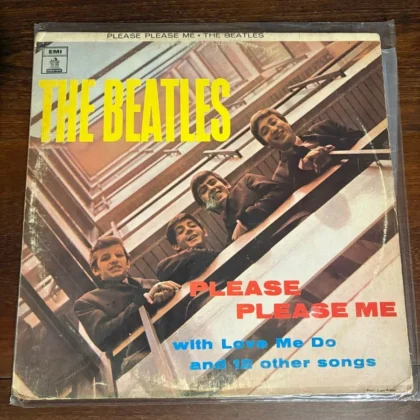 PLEASE PLEASE ME • THE BEATLES
EMI
THE BEATLES
PLEASE
PLEASE ME
with Love Me Do
and 12 other songs